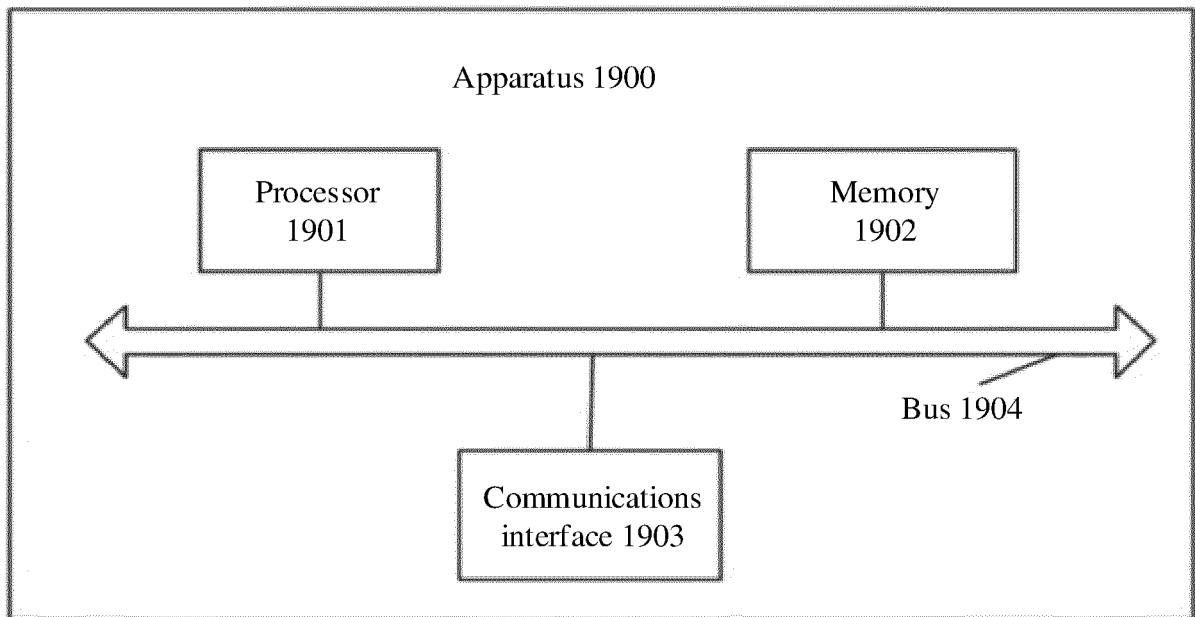 Apparatus 1900
Processor
1901
Memory
1902
Bus 1904
Communications
interface 1903